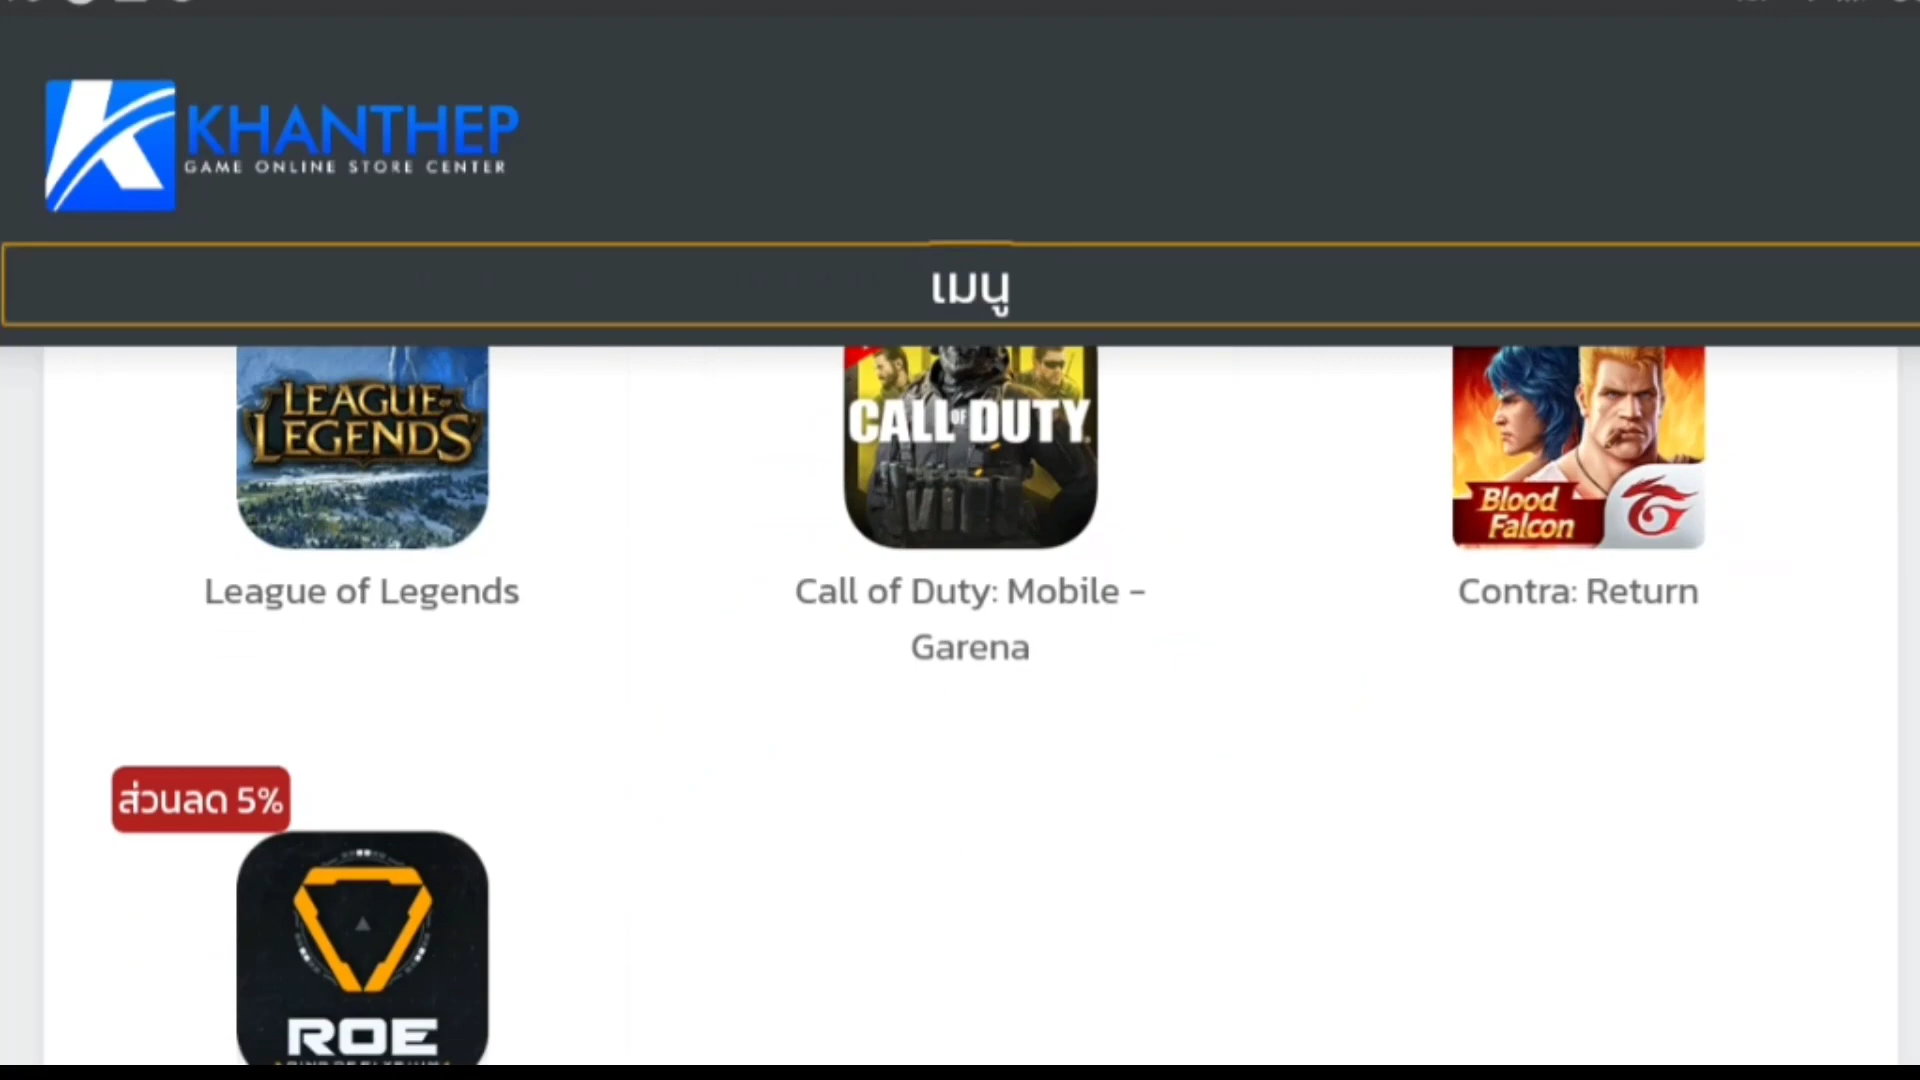 KHANTHEP
GAME ONLINE STORE CENTER
เมนู
LEAGUE OF
LEGENDS
CALL OF DUTY
Blood
Falcon
League of Legends
Call of Duty: Mobile -
Garena
Contra: Return
ส่วนลด 5%
ROE